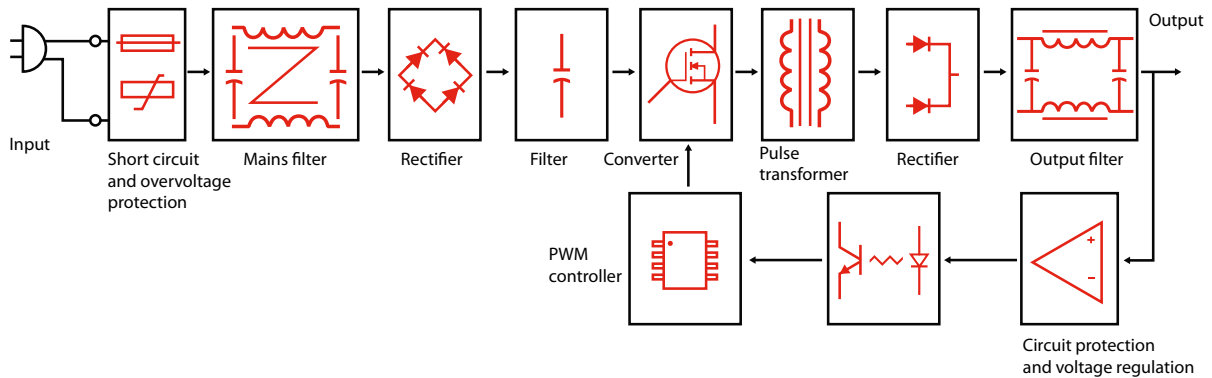 Output
Input
Short circuit
and overvoltage
protection
Mains filter
Rectifier
Filter
Converter
Pulse
transformer
Rectifier
Output filter
PWM
controller
+
−
Circuit protection
and voltage regulation